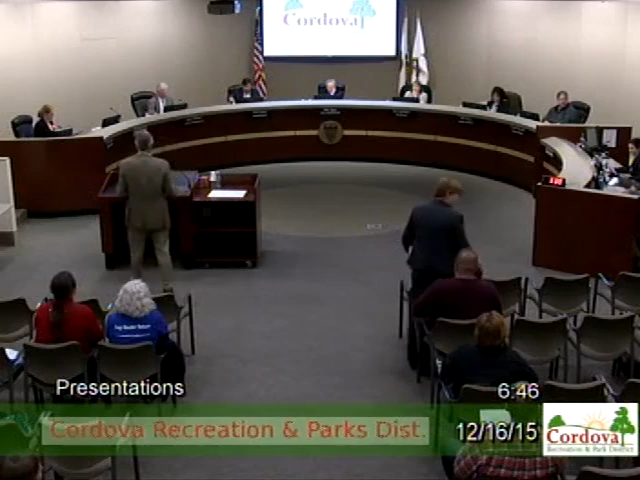 Cordova
Presentations
6:46
Cordova Recreation & Parks Dist.
12/16/15
Cordova
Recreation & Park District